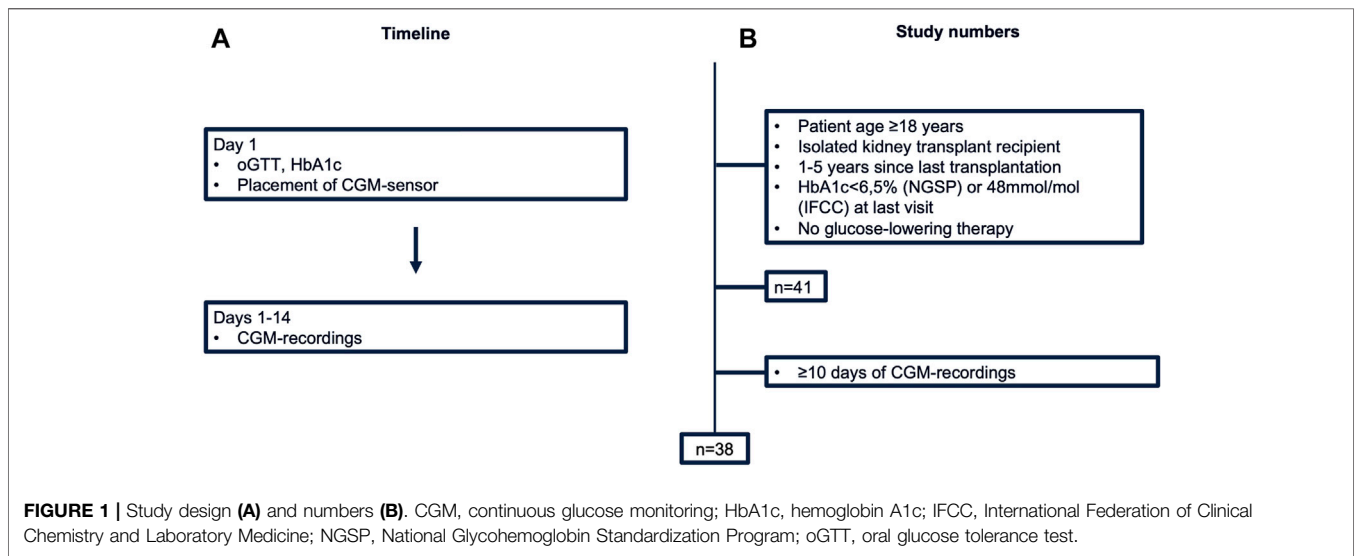 A
Timeline
Day 1
• oGTT, HbA1c
• Placement of CGM-sensor
Days 1-14
• CGM-recordings
B
Study numbers
• Patient age ≥18 years
• Isolated kidney transplant recipient
• 1-5 years since last transplantation
• HbA1c<6,5% (NGSP) or 48mmol/mol
(IFCC) at last visit
• No glucose-lowering therapy
n=41
• ≥10 days of CGM-recordings
n=38
FIGURE 1 | Study design (A) and numbers (B). CGM, continuous glucose monitoring; HbA1c, hemoglobin A1c; IFCC, International Federation of Clinical
Chemistry and Laboratory Medicine; NGSP, National Glycohemoglobin Standardization Program; oGTT, oral glucose tolerance test.